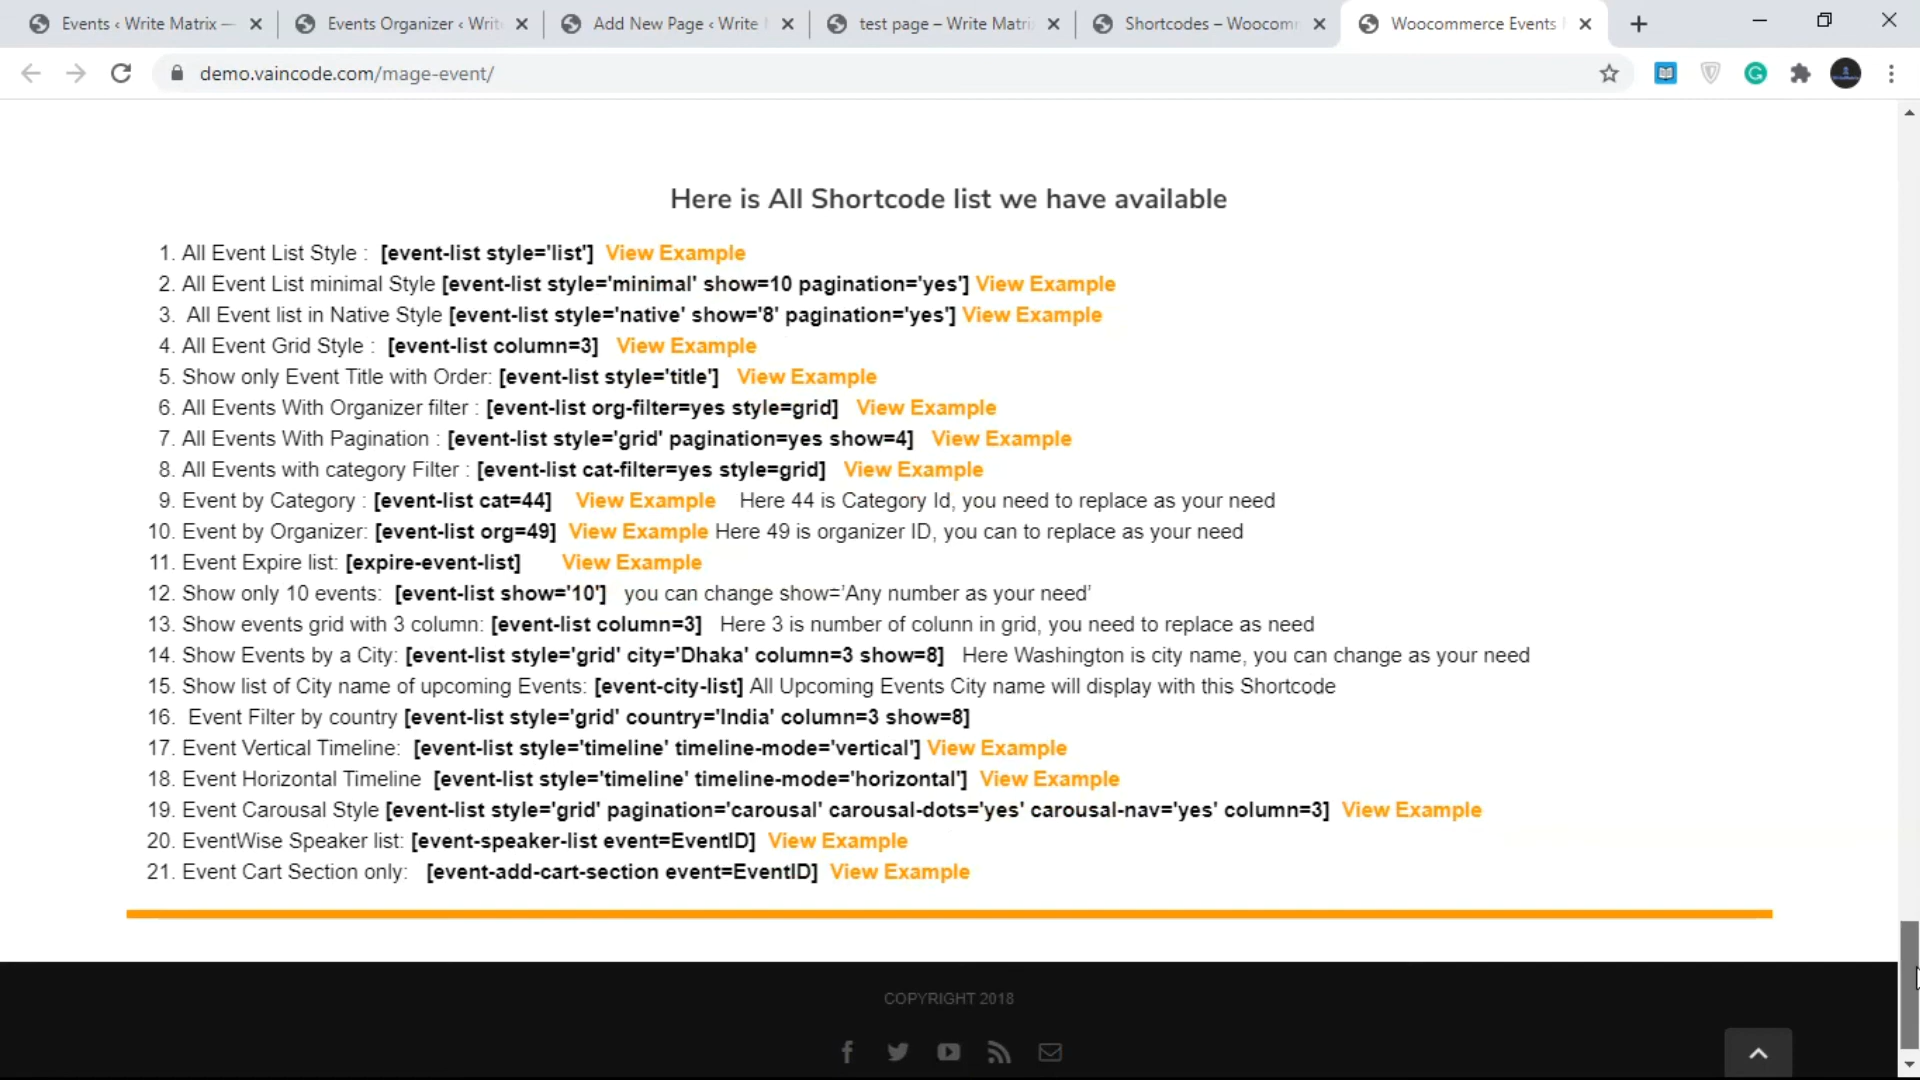 Events ‹ Write Matrix —
Events Organizer ‹ Writ
Add New Page ‹ Write
test page – Write Matri
Shortcodes – Woocom
Woocommerce Events
demo.vaincode.com/mage-event/
Here is All Shortcode list we have available
1. All Event List Style : [event-list style='list'] View Example
2. All Event List minimal Style [event-list style='minimal' show=10 pagination='yes'] View Example
3. All Event list in Native Style [event-list style='native' show='8' pagination='yes'] View Example
4. All Event Grid Style : [event-list column=3] View Example
5. Show only Event Title with Order: [event-list style='title'] View Example
6. All Events With Organizer filter : [event-list org-filter=yes style=grid] View Example
7. All Events With Pagination : [event-list style='grid' pagination=yes show=4] View Example
8. All Events with category Filter : [event-list cat-filter=yes style=grid] View Example
9. Event by Category : [event-list cat=44] View Example Here 44 is Category Id, you need to replace as your need
10. Event by Organizer: [event-list org=49] View Example Here 49 is organizer ID, you can to replace as your need
11. Event Expire list: [expire-event-list] View Example
12. Show only 10 events: [event-list show='10'] you can change show=’Any number as your need’
13. Show events grid with 3 column: [event-list column=3] Here 3 is number of colunn in grid, you need to replace as need
14. Show Events by a City: [event-list style='grid' city='Dhaka' column=3 show=8] Here Washington is city name, you can change as your need
15. Show list of City name of upcoming Events: [event-city-list] All Upcoming Events City name will display with this Shortcode
16. Event Filter by country [event-list style='grid' country='India' column=3 show=8]
17. Event Vertical Timeline: [event-list style='timeline' timeline-mode='vertical'] View Example
18. Event Horizontal Timeline [event-list style='timeline' timeline-mode='horizontal'] View Example
19. Event Carousal Style [event-list style='grid' pagination='carousal' carousal-dots='yes' carousal-nav='yes' column=3] View Example
20. EventWise Speaker list: [event-speaker-list event=EventID] View Example
21. Event Cart Section only: [event-add-cart-section event=EventID] View Example
COPYRIGHT 2018